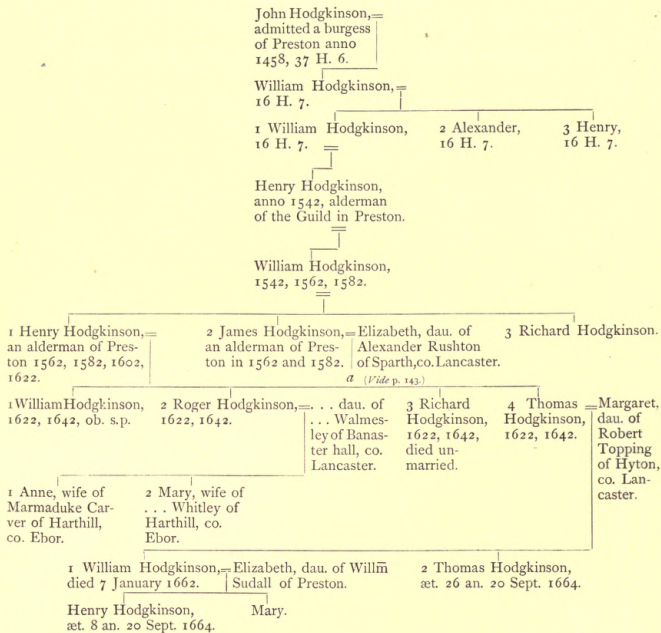 John Hodgkinson,=
admitted a burgess
of Preston anno
1458, 37 H. 6.
William Hodgkinson,=
16 H. 7.
1 William Hodgkinson,
16 H. 7. =
2 Alexander,
16 H. 7.
3 Henry,
16 H. 7.
Henry Hodgkinson,
anno 1542, alderman
of the Guild in Preston.
=
William Hodgkinson,
1542, 1562, 1582.
=
1 Henry Hodgkinson,=
an alderman of Pres-
ton 1562, 1582, 1602,
1622.
2 James Hodgkinson,=
an alderman of Pres-
ton in 1562 and 1582.
Elizabeth, dau. of
Alexander Rushton
of Sparth, co. Lancaster.
a (Vide p. 143.)
3 Richard Hodgkinson.
1 William Hodgkinson,
1622, 1642, ob. s.p.
2 Roger Hodgkinson,=
1622, 1642.
. . . dau. of
. . . Walmes-
ley of Banas-
ter hall, co.
Lancaster.
3 Richard
Hodgkinson,
1622, 1642,
died un-
married.
4 Thomas
Hodgkinson,
1622, 1642.
=Margaret,
dau. of
Robert
Topping
of Hyton,
co. Lan-
caster.
1 Anne, wife of
Marmaduke Car-
ver of Harthill,
co. Ebor.
2 Mary, wife of
. . . Whitley of
Harthill, co.
Ebor.
1 William Hodgkinson,=
died 7 January 1662.
Elizabeth, dau. of Willm̄
Sudall of Preston.
2 Thomas Hodgkinson,
æt. 26 an. 20 Sept. 1664.
Henry Hodgkinson,
æt. 8 an. 20 Sept. 1664.
Mary.